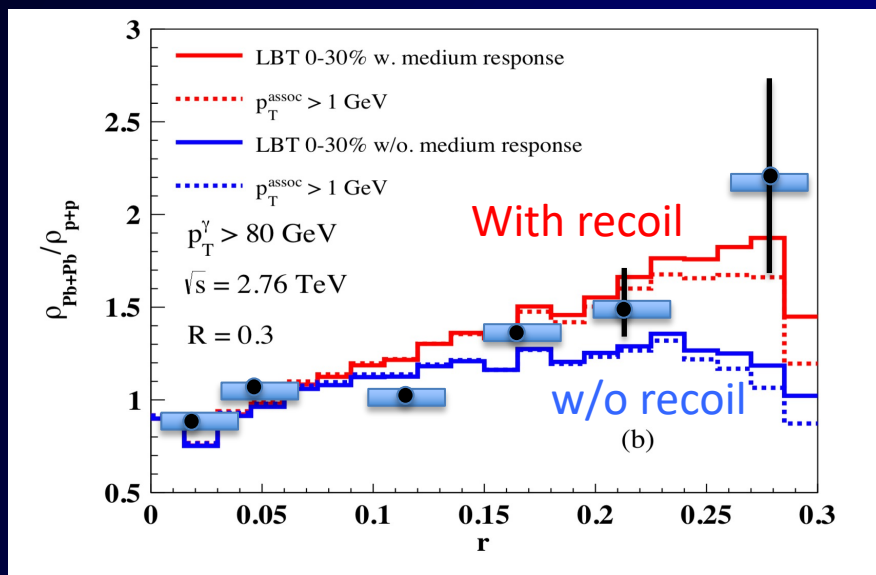 3
LBT 0-30% w. medium response
p_T^assoc > 1 GeV
2.5
LBT 0-30% w/o. medium response
p_T^assoc > 1 GeV
p_T^γ > 80 GeV
With recoil
2
√s = 2.76 TeV
1.5
R = 0.3
1
w/o recoil
(b)
0.5
ρ_Pb+Pb/ρ_p+p
0 0.05 0.1 0.15 0.2 0.25 0.3
r